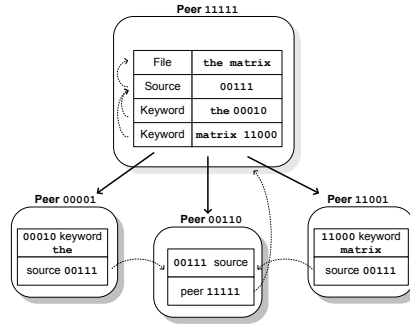 Peer 11111
File the matrix
Source 00111
Keyword the 00010
Keyword matrix 11000
Peer 00001
00010 keyword
the
source 00111
Peer 00110
00111 source
peer 11111
Peer 11001
11000 keyword
matrix
source 00111